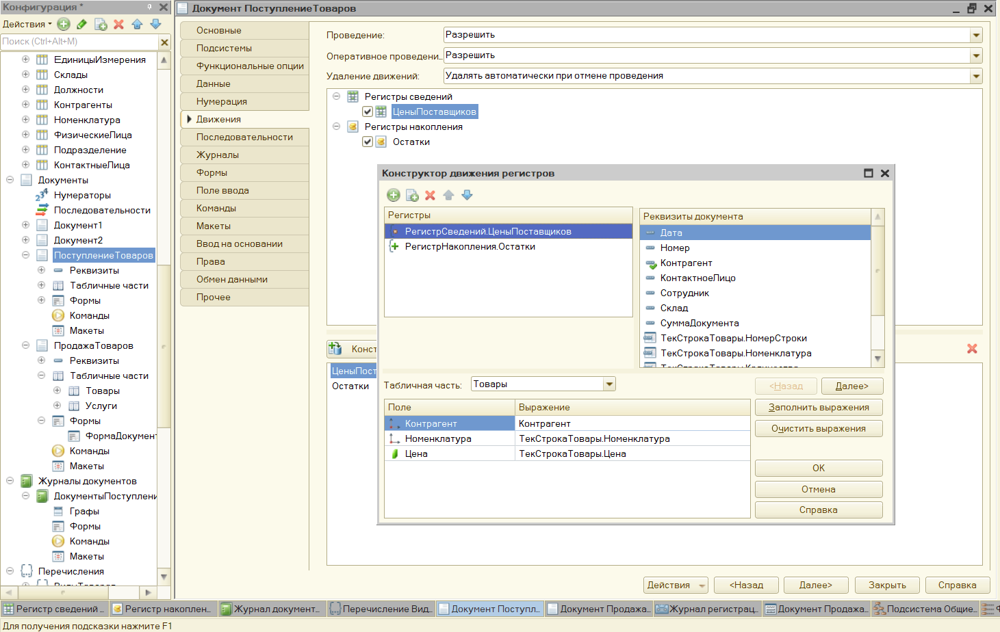 Конфигурация *
Действия
Поиск (Ctrl+Alt+M)
ЕдиницыИзмерения
Склады
Должности
Контрагенты
Номенклатура
ФизическиеЛица
Подразделение
КонтактныеЛица
Документы
Нумераторы
Последовательности
Документ1
Документ2
ПоступлениеТоваров
Реквизиты
Табличные части
Формы
Команды
Макеты
ПродажаТоваров
Реквизиты
Табличные части
Товары
Услуги
Формы
ФормаДокумент
Команды
Макеты
Журналы документов
ДокументыПоступлени
Графы
Формы
Команды
Макеты
Перечисления
Документ ПоступлениеТоваров
Основные
Подсистемы
Функциональные опции
Данные
Нумерация
Движения
Последовательности
Журналы
Формы
Поле ввода
Команды
Макеты
Ввод на основании
Права
Обмен данными
Прочее
Проведение: Разрешить
Оперативное проведени... Разрешить
Удаление движений: Удалять автоматически при отмене проведения
Регистры сведений
ЦеныПоставщиков
Регистры накопления
Остатки
Конст
ЦеныПост
Остатки
Конструктор движения регистров
Регистры
РегистрСведений.ЦеныПоставщиков
РегистрНакопления.Остатки
Реквизиты документа
Дата
Номер
Контрагент
КонтактноеЛицо
Сотрудник
Склад
СуммаДокумента
ТекСтрокаТовары.НомерСтроки
ТекСтрокаТовары.Номенклатура
Табличная часть: Товары
<Назад Далее>
Поле Выражение
Контрагент Контрагент
Номенклатура ТекСтрокаТовары.Номенклатура
Цена ТекСтрокаТовары.Цена
Заполнить выражения
Очистить выражения
OK
Отмена
Справка
Действия <Назад Далее> Закрыть Справка
Регистр сведений ... Регистр накоплен... Журнал документ... Перечисление Вид... Документ Поступл... Документ Продажа... Журнал регистрац... Документ Продажа... Подсистема Общие...
Для получения подсказки нажмите F1